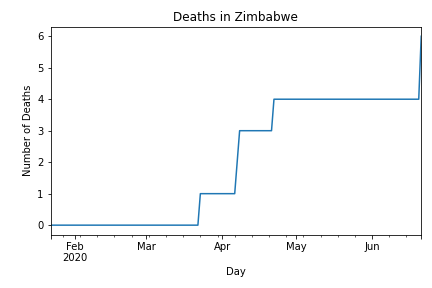 Deaths in Zimbabwe
6
5
4
3
2
1
0
Number of Deaths
Feb
2020
Mar
Apr
May
Jun
Day